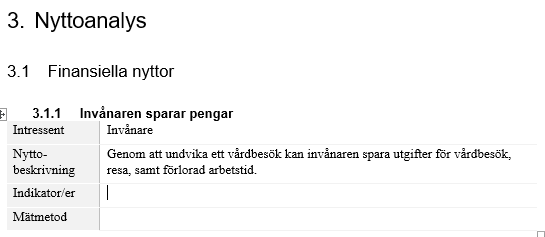 3. Nyttoanalys
3.1 Finansiella nyttor
3.1.1 Invånaren sparar pengar
Intressent Invånare
Nytto-
beskrivning
Genom att undvika ett vårdbesök kan invånaren spara utgifter för vårdbesök,
resa, samt förlorad arbetstid.
Indikator/er
Mätmetod